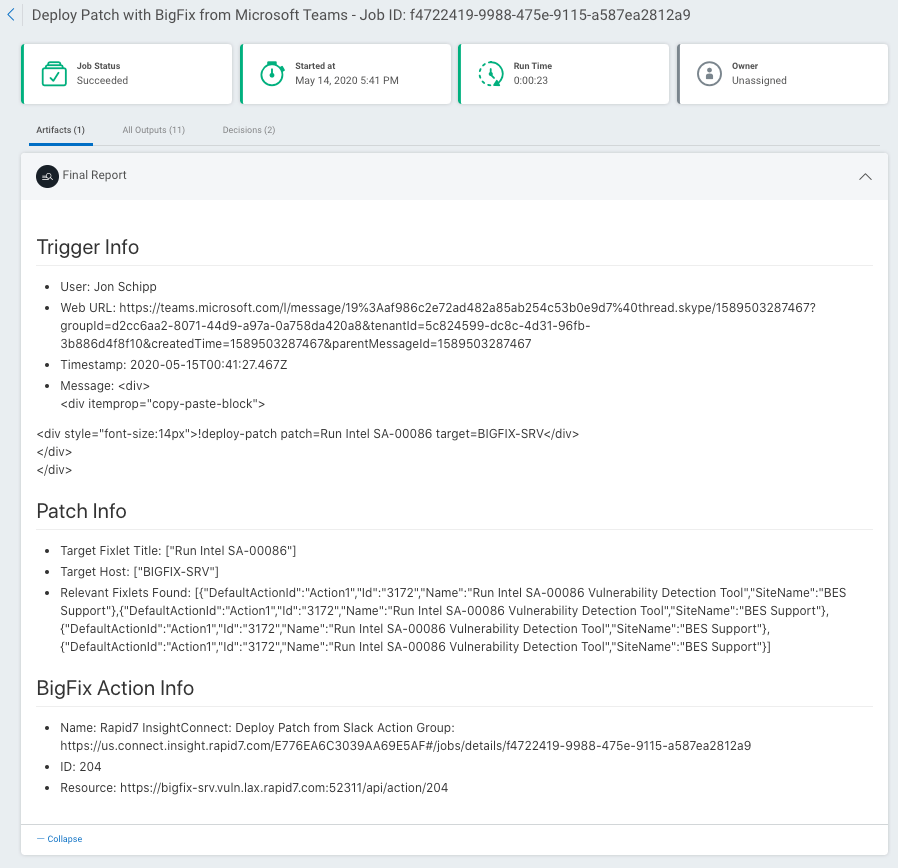 Deploy Patch with BigFix from Microsoft Teams - Job ID: f4722419-9988-475e-9115-a587ea2812a9
Job Status
Succeeded
Started at
May 14, 2020 5:41 PM
Run Time
0:00:23
Owner
Unassigned
Artifacts (1)
All Outputs (11)
Decisions (2)
Final Report
Trigger Info
• User: Jon Schipp
• Web URL: https://teams.microsoft.com/l/message/19%3Aaf986c2e72ad482a85ab254c53b0e9d7%40thread.skype/1589503287467?
groupId=d2cc6aa2-8071-44d9-a97a-0a758da420a8&tenantId=5c824599-dc8c-4d31-96fb-
3b886d4f8f10&createdTime=1589503287467&parentMessageId=1589503287467
• Timestamp: 2020-05-15T00:41:27.467Z
• Message: <div>
<div itemprop="copy-paste-block">
<div style="font-size:14px">!deploy-patch patch=Run Intel SA-00086 target=BIGFIX-SRV</div>
</div>
</div>
Patch Info
• Target Fixlet Title: ["Run Intel SA-00086"]
• Target Host: ["BIGFIX-SRV"]
• Relevant Fixlets Found: [{"DefaultActionId":"Action1","Id":"3172","Name":"Run Intel SA-00086 Vulnerability Detection Tool","SiteName":"BES
Support"},{"DefaultActionId":"Action1","Id":"3172","Name":"Run Intel SA-00086 Vulnerability Detection Tool","SiteName":"BES Support"},
{"DefaultActionId":"Action1","Id":"3172","Name":"Run Intel SA-00086 Vulnerability Detection Tool","SiteName":"BES Support"},
{"DefaultActionId":"Action1","Id":"3172","Name":"Run Intel SA-00086 Vulnerability Detection Tool","SiteName":"BES Support"}]
BigFix Action Info
• Name: Rapid7 InsightConnect: Deploy Patch from Slack Action Group:
https://us.connect.insight.rapid7.com/E776EA6C3039AA69E5AF#/jobs/details/f4722419-9988-475e-9115-a587ea2812a9
• ID: 204
• Resource: https://bigfix-srv.vuln.lax.rapid7.com:52311/api/action/204
— Collapse